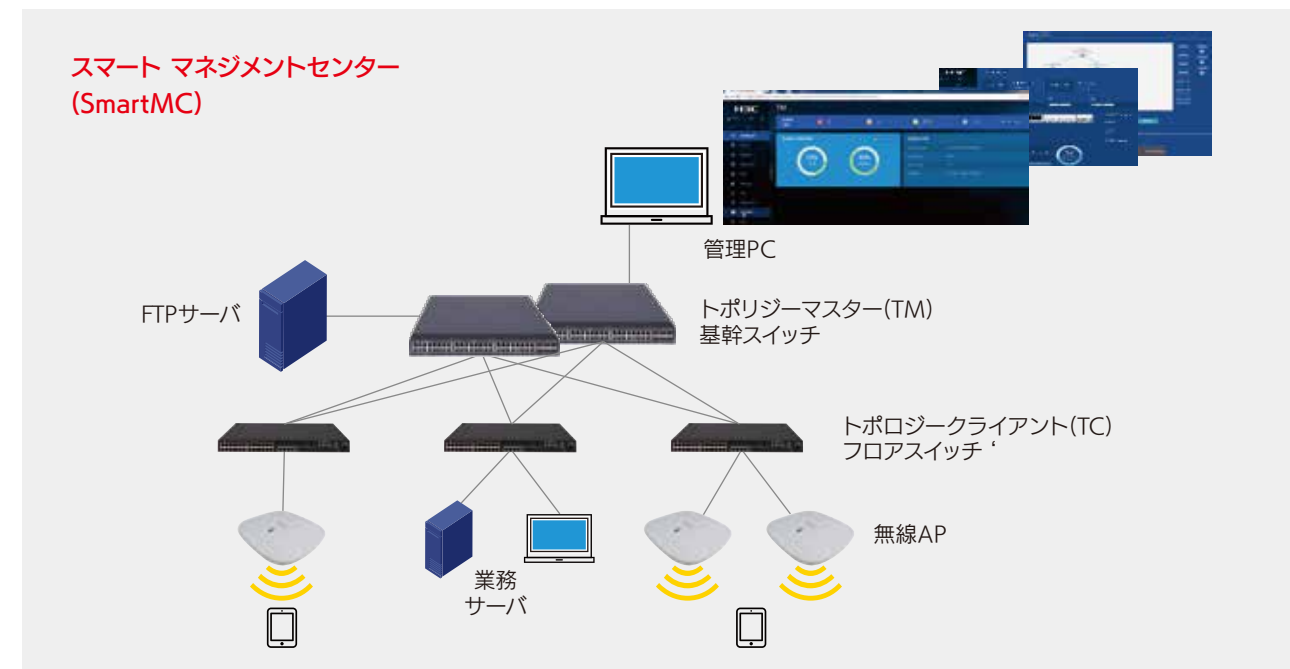 スマート マネジメントセンター
(SmartMC)
H3C
TM
管理PC
FTPサーバ
トポリジーマスター(TM)
基幹スイッチ
トポロジークライアント(TC)
フロアスイッチ ‘
無線AP
業務
サーバ